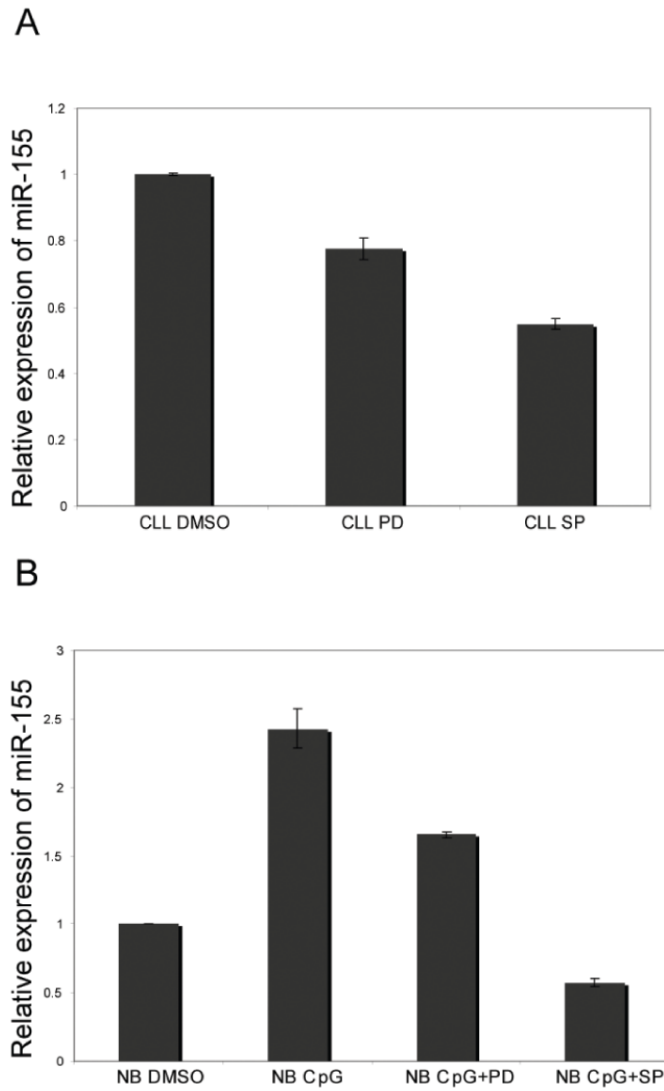 A
Relative expression of miR-155
1.2
1
0.8
0.6
0.4
0.2
0
CLL DMSO CLL PD CLL SP
B
Relative expression of miR-155
3
2.5
2
1.5
1
0.5
0
NB DMSO NB CpG NB CpG+PD NB CpG+SP